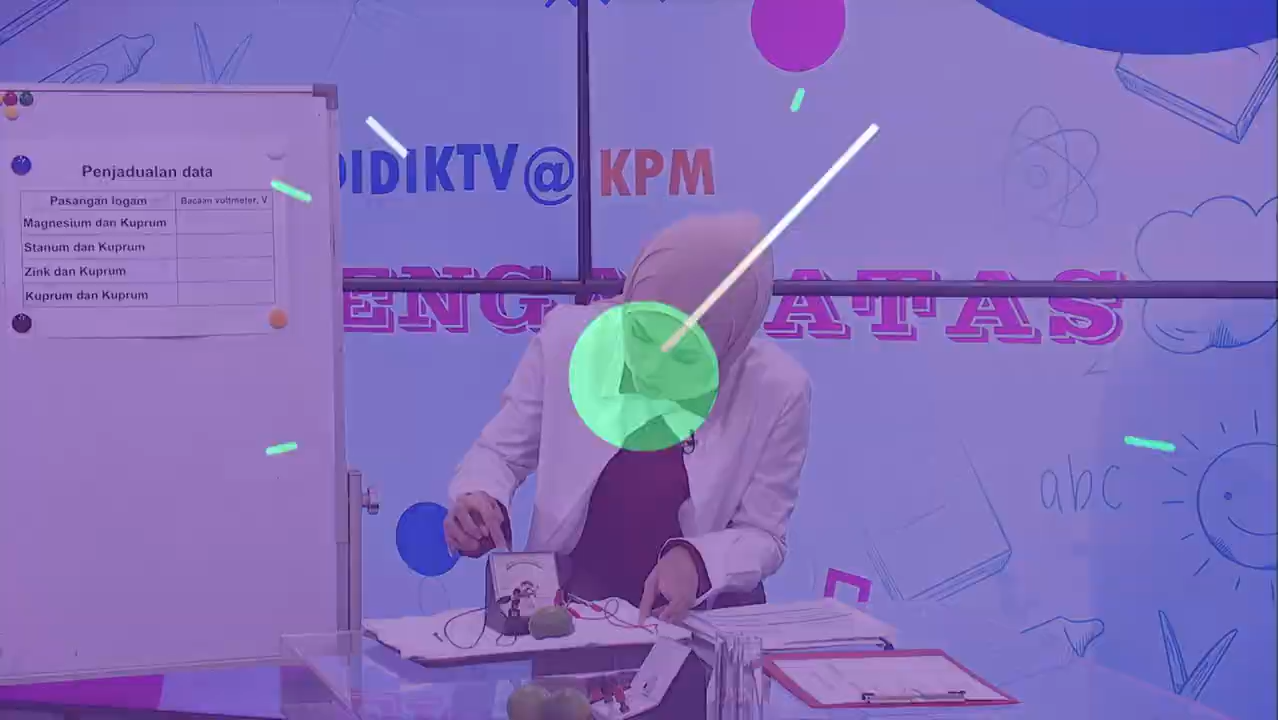 DIDIKTV@ KPM
Penjadualan data
Pasangan logam
Bacaan voltmeter, V
Magnesium dan Kuprum
Stanum dan Kuprum
Zink dan Kuprum
Kuprum dan Kuprum
abc